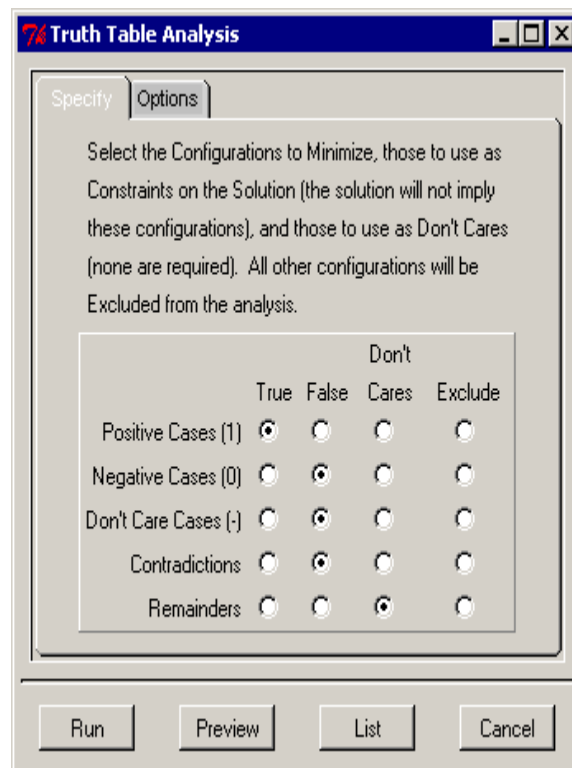 Truth Table Analysis
Specify Options
Select the Configurations to Minimize, those to use as
Constraints on the Solution (the solution will not imply
these configurations), and those to use as Don't Cares
(none are required). All other configurations will be
Excluded from the analysis.
Don't
True False Cares Exclude
Positive Cases (1)
Negative Cases (0)
Don't Care Cases (-)
Contradictions
Remainders
Run Preview List Cancel